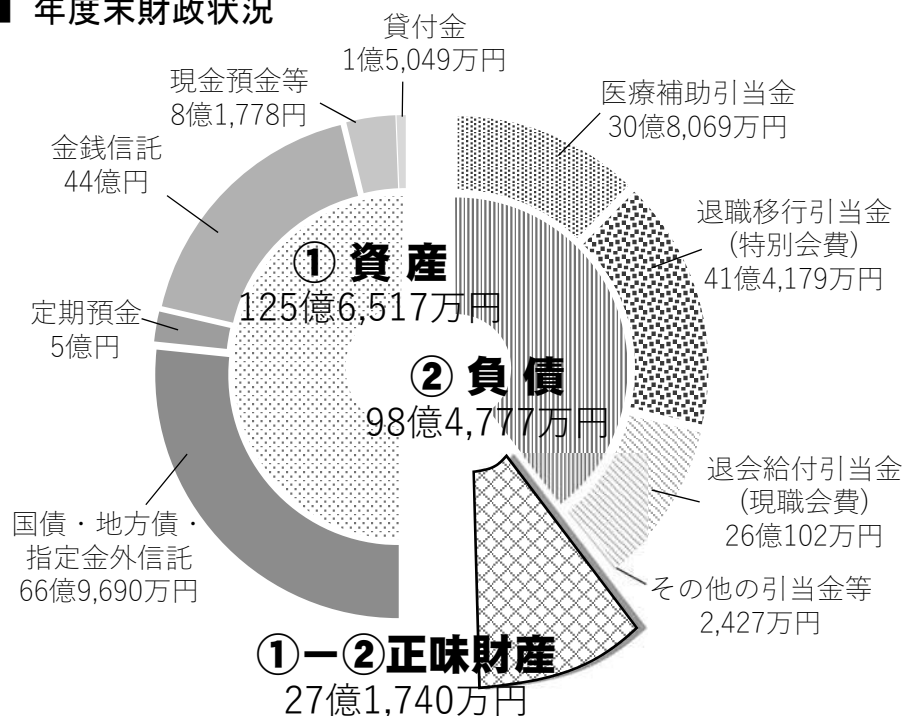 ■ 年度末財政状況
貸付金
1億5,049万円
現金預金等
8億1,778円
金銭信託
44億円
定期預金
5億円
国債・地方債・
指定金外信託
66億9,690万円
① 資 産
125億6,517万円
② 負 債
98億4,777万円
医療補助引当金
30億8,069万円
退職移行引当金
(特別会費)
41億4,179万円
退会給付引当金
(現職会費)
26億102万円
その他の引当金等
2,427万円
①ー②正味財産
27億1,740万円